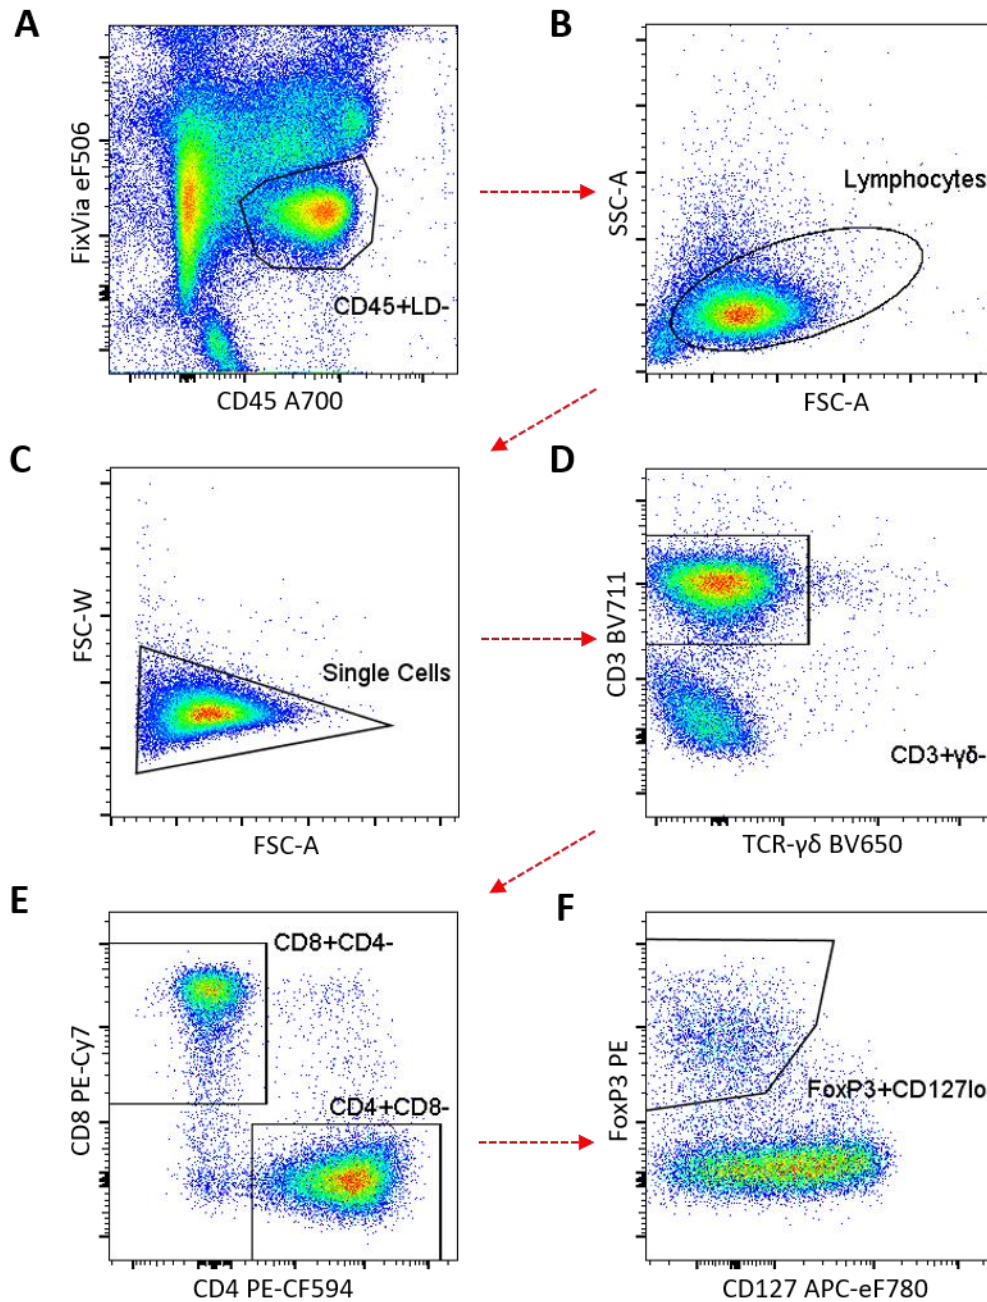 A
FixVia eF506
CD45+LD-
CD45 A700
B
SSC-A
Lymphocytes
FSC-A
C
FSC-W
Single Cells
FSC-A
D
CD3 BV711
CD3+γδ-
TCR-γδ BV650
E
CD8 PE-Cy7
CD8+CD4-
CD4+CD8-
CD4 PE-CF594
F
FoxP3 PE
FoxP3+CD127lo
CD127 APC-eF780